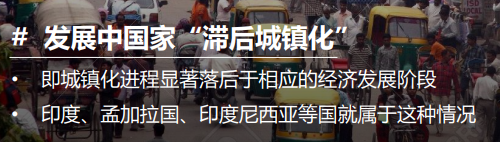 # 发展中国家“滞后城镇化”
• 即城镇化进程显著落后于相应的经济发展阶段
• 印度、孟加拉国、印度尼西亚等国就属于这种情况